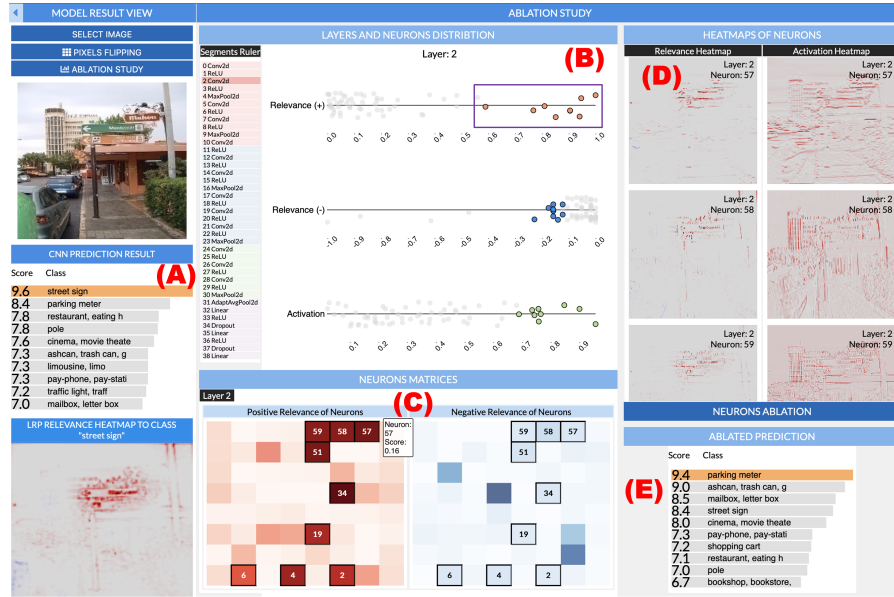 MODEL RESULT VIEW
ABLATION STUDY
SELECT IMAGE
PIXELS FLIPPING
ABLATION STUDY
CNN PREDICTION RESULT
(A)
Score Class
9.6 street sign
8.4 parking meter
7.8 restaurant, eating h
7.8 pole
7.6 cinema, movie theate
7.3 ashcan, trash can, g
7.3 limousine, limo
7.3 pay-phone, pay-stati
7.2 traffic light, traff
7.0 mailbox, letter box
LRP RELEVANCE HEATMAP TO CLASS
"street sign"
LAYERS AND NEURONS DISTRIBTION
Segments Ruler
0 Conv2d
1 ReLU
2 Conv2d
3 ReLU
4 MaxPool2d
5 Conv2d
6 ReLU
7 Conv2d
8 ReLU
9 MaxPool2d
10 Conv2d
11 ReLU
12 Conv2d
13 ReLU
14 Conv2d
15 ReLU
16 MaxPool2d
17 Conv2d
18 ReLU
19 Conv2d
20 ReLU
21 Conv2d
22 ReLU
23 MaxPool2d
24 Conv2d
25 ReLU
26 Conv2d
27 ReLU
28 Conv2d
29 ReLU
30 MaxPool2d
31 AdaptAvgPool2d
32 Linear
33 ReLU
34 Dropout
35 Linear
36 ReLU
37 Dropout
38 Linear
Layer: 2
(B)
Relevance (+)
0.0 0.1 0.2 0.3 0.4 0.5 0.6 0.7 0.8 0.9 1.0
Relevance (-)
-1.0 -0.9 -0.8 -0.7 -0.6 -0.5 -0.4 -0.3 -0.2 -0.1 0.0
Activation
0.1 0.2 0.3 0.4 0.5 0.6 0.7 0.8 0.9
NEURONS MATRICES
Layer 2
(C)
Positive Relevance of Neurons
59 58 57
51
34
19
6 4 2
Neuron:
57
Score:
0.16
Negative Relevance of Neurons
59 58 57
51
34
19
6 4 2
HEATMAPS OF NEURONS
Relevance Heatmap Activation Heatmap
(D)
Layer: 2
Neuron: 57
Layer: 2
Neuron: 57
Layer: 2
Neuron: 58
Layer: 2
Neuron: 58
Layer: 2
Neuron: 59
Layer: 2
Neuron: 59
NEURONS ABLATION
ABLATED PREDICTION
(E)
Score Class
9.4 parking meter
9.0 ashcan, trash can, g
8.5 mailbox, letter box
8.4 street sign
8.0 cinema, movie theate
7.3 pay-phone, pay-stati
7.2 shopping cart
7.1 restaurant, eating h
7.0 pole
6.7 bookshop, bookstore,